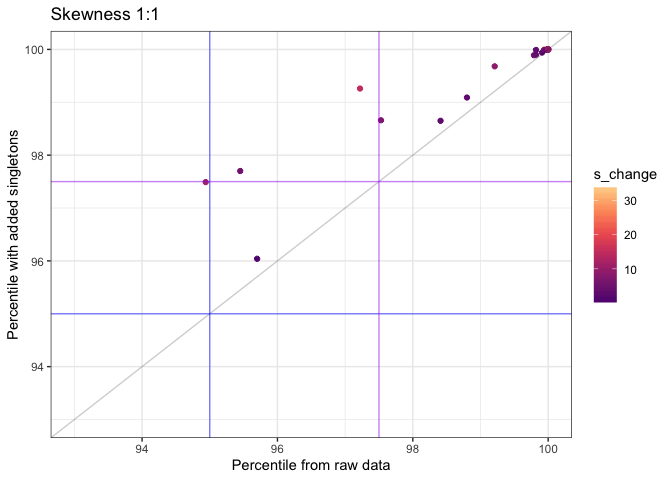 Skewness 1:1
Percentile with added singletons
100
98
96
94
94
96
98
100
Percentile from raw data
s_change
30
20
10